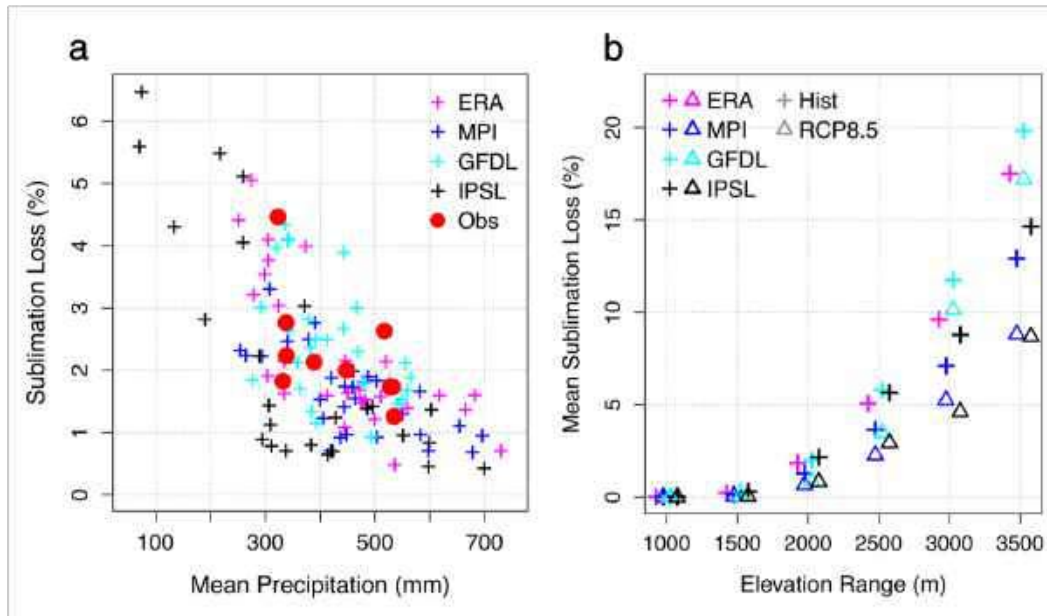 a
Sublimation Loss (%)
6
5
4
3
2
1
0
ERA
MPI
GFDL
IPSL
Obs
100 300 500 700
Mean Precipitation (mm)
b
Mean Sublimation Loss (%)
20
15
10
5
0
ERA Hist
MPI RCP8.5
GFDL
IPSL
1000 1500 2000 2500 3000 3500
Elevation Range (m)